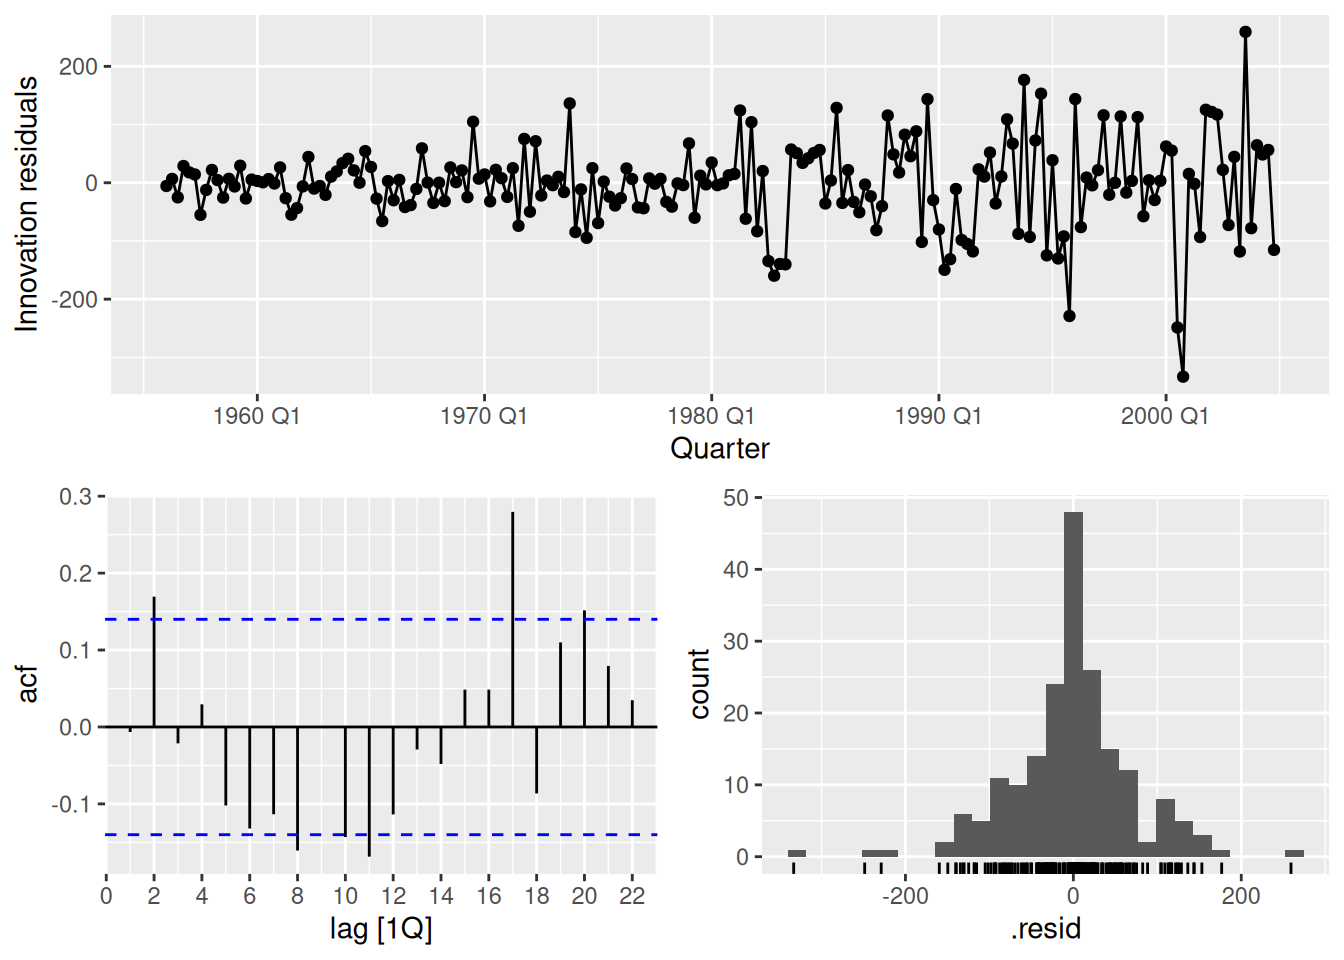 Innovation residuals
200
0
-200
1960 Q1 1970 Q1 1980 Q1 1990 Q1 2000 Q1
Quarter
acf
0.3
0.2
0.1
0.0
-0.1
0 2 4 6 8 10 12 14 16 18 20 22
lag [1Q]
count
50
40
30
20
10
0
-200 0 200
.resid